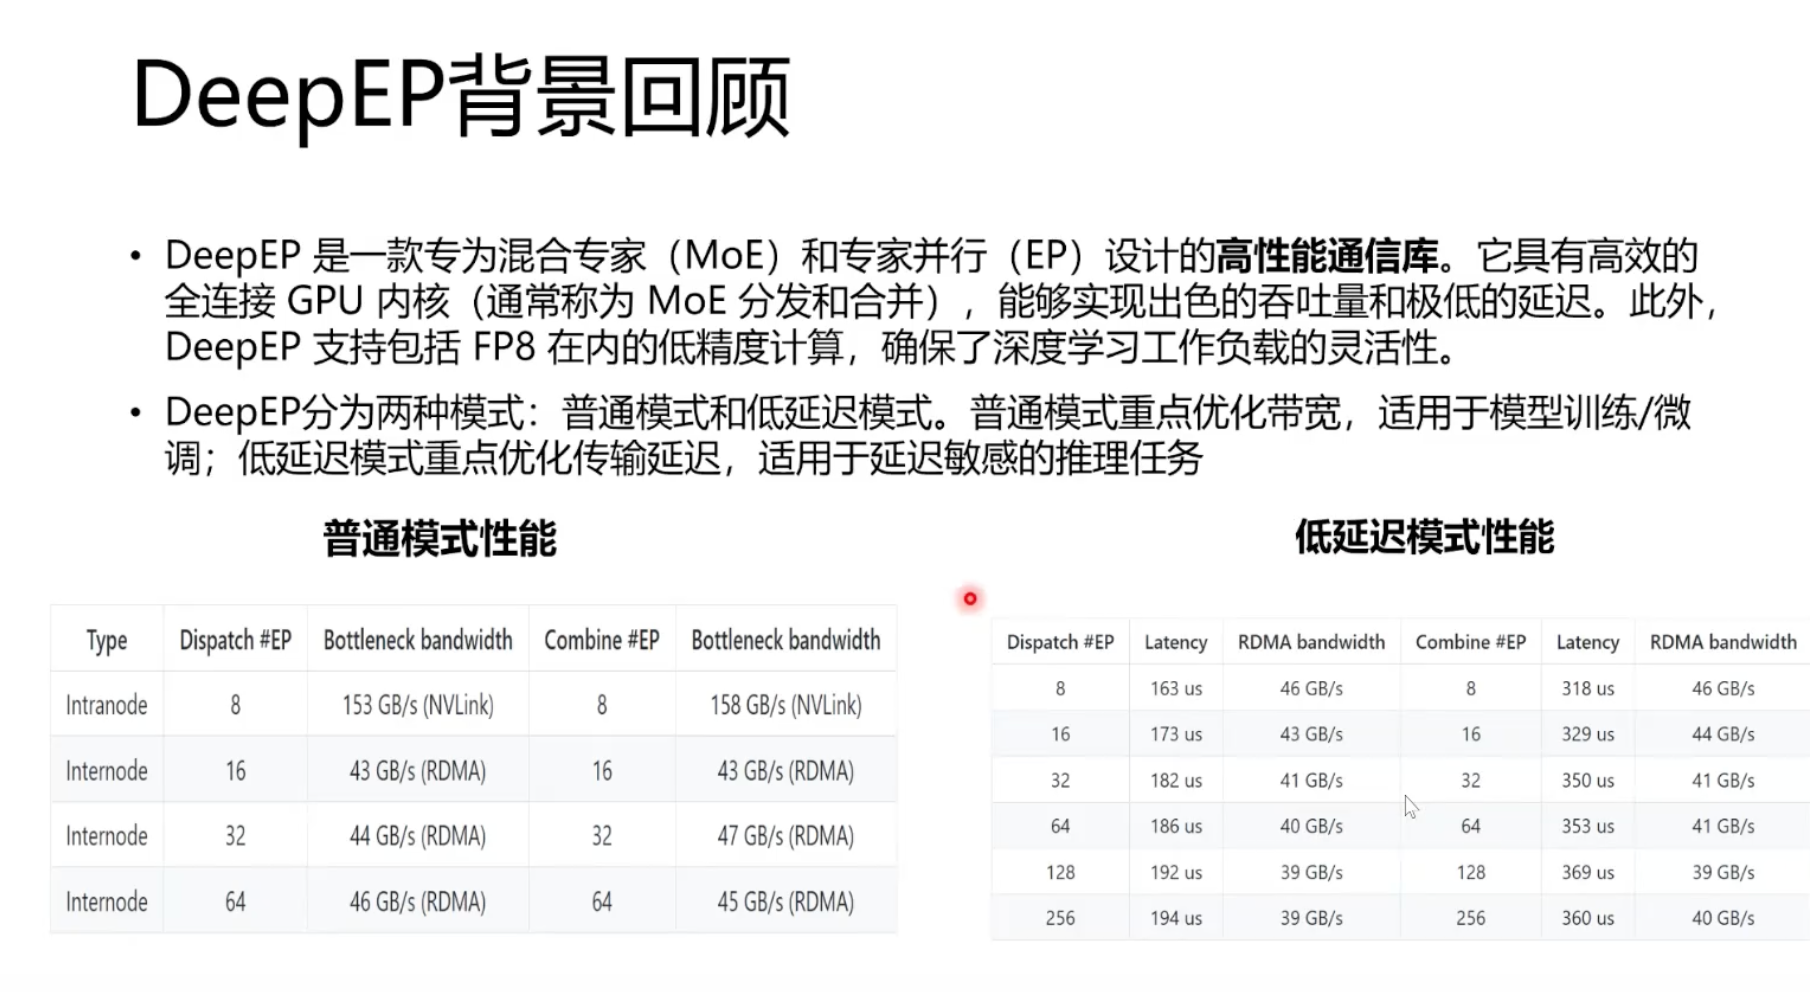 DeepEP背景回顾
• DeepEP 是一款专为混合专家（MoE）和专家并行（EP）设计的高性能通信库。它具有高效的
全连接 GPU 内核（通常称为 MoE 分发和合并），能够实现出色的吞吐量和极低的延迟。此外，
DeepEP 支持包括 FP8 在内的低精度计算，确保了深度学习工作负载的灵活性。
• DeepEP分为两种模式：普通模式和低延迟模式。普通模式重点优化带宽，适用于模型训练/微
调；低延迟模式重点优化传输延迟，适用于延迟敏感的推理任务
普通模式性能
Type Dispatch #EP Bottleneck bandwidth Combine #EP Bottleneck bandwidth
Intranode 8 153 GB/s (NVLink) 8 158 GB/s (NVLink)
Internode 16 43 GB/s (RDMA) 16 43 GB/s (RDMA)
Internode 32 44 GB/s (RDMA) 32 47 GB/s (RDMA)
Internode 64 46 GB/s (RDMA) 64 45 GB/s (RDMA)
低延迟模式性能
Dispatch #EP Latency RDMA bandwidth Combine #EP Latency RDMA bandwidth
8 163 us 46 GB/s 8 318 us 46 GB/s
16 173 us 43 GB/s 16 329 us 44 GB/s
32 182 us 41 GB/s 32 350 us 41 GB/s
64 186 us 40 GB/s 64 353 us 41 GB/s
128 192 us 39 GB/s 128 369 us 39 GB/s
256 194 us 39 GB/s 256 360 us 40 GB/s